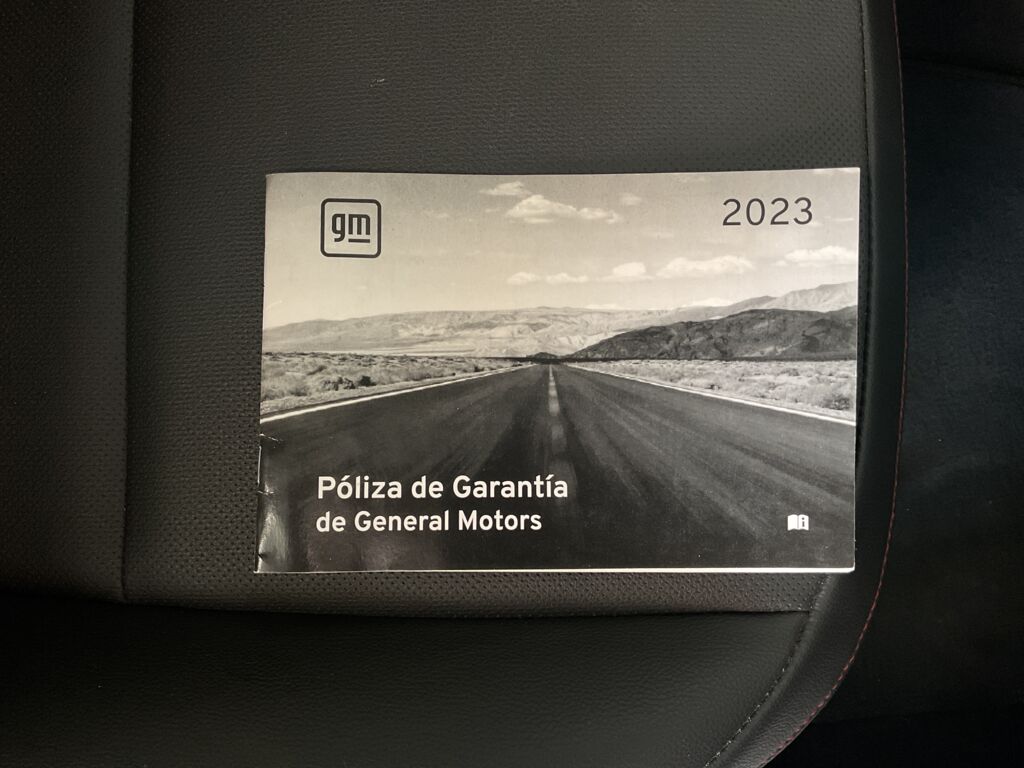 gm
2023
Póliza de Garantía
de General Motors